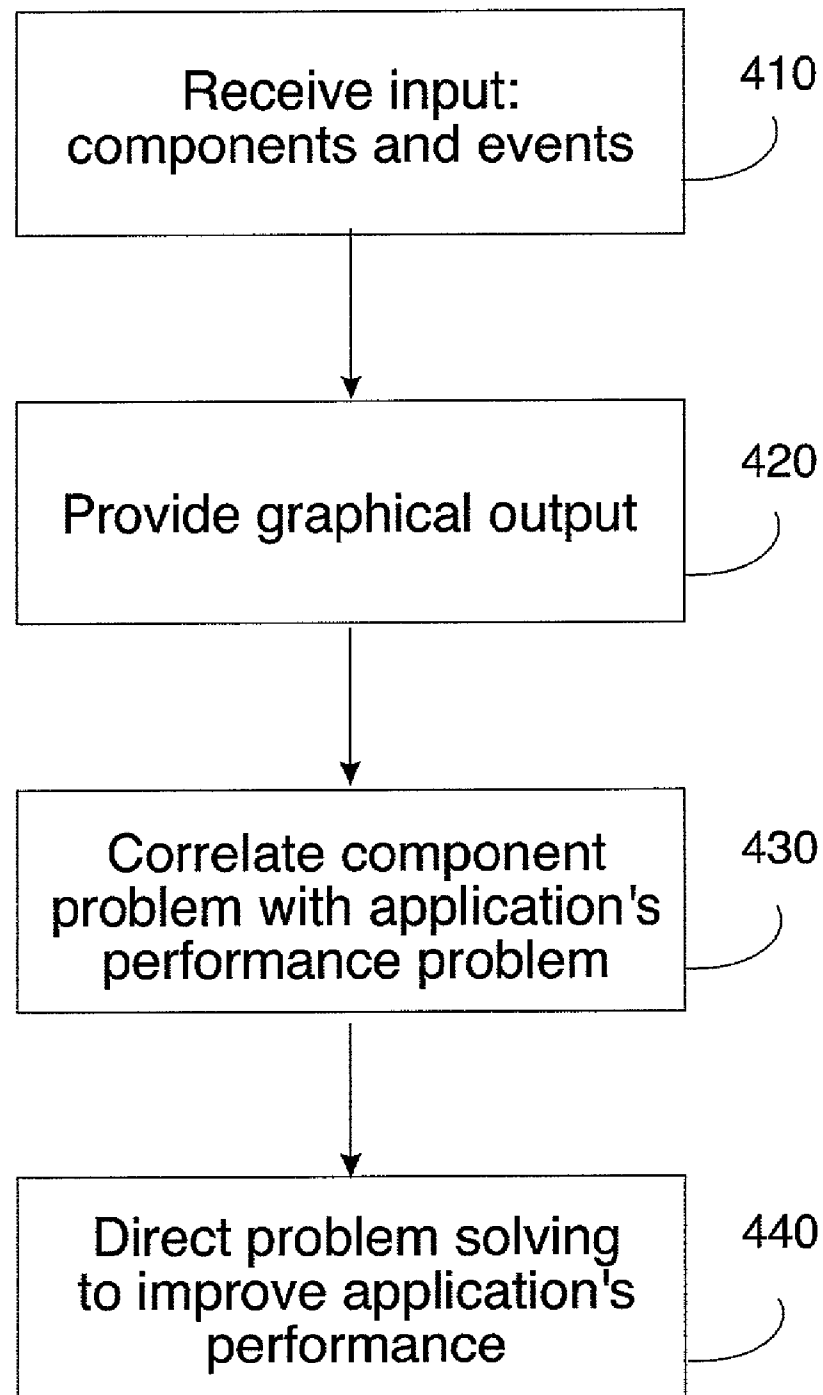 Receive input:
components and events
410
Provide graphical output
420
Correlate component
problem with application's
performance problem
430
Direct problem solving
to improve application's
performance
440